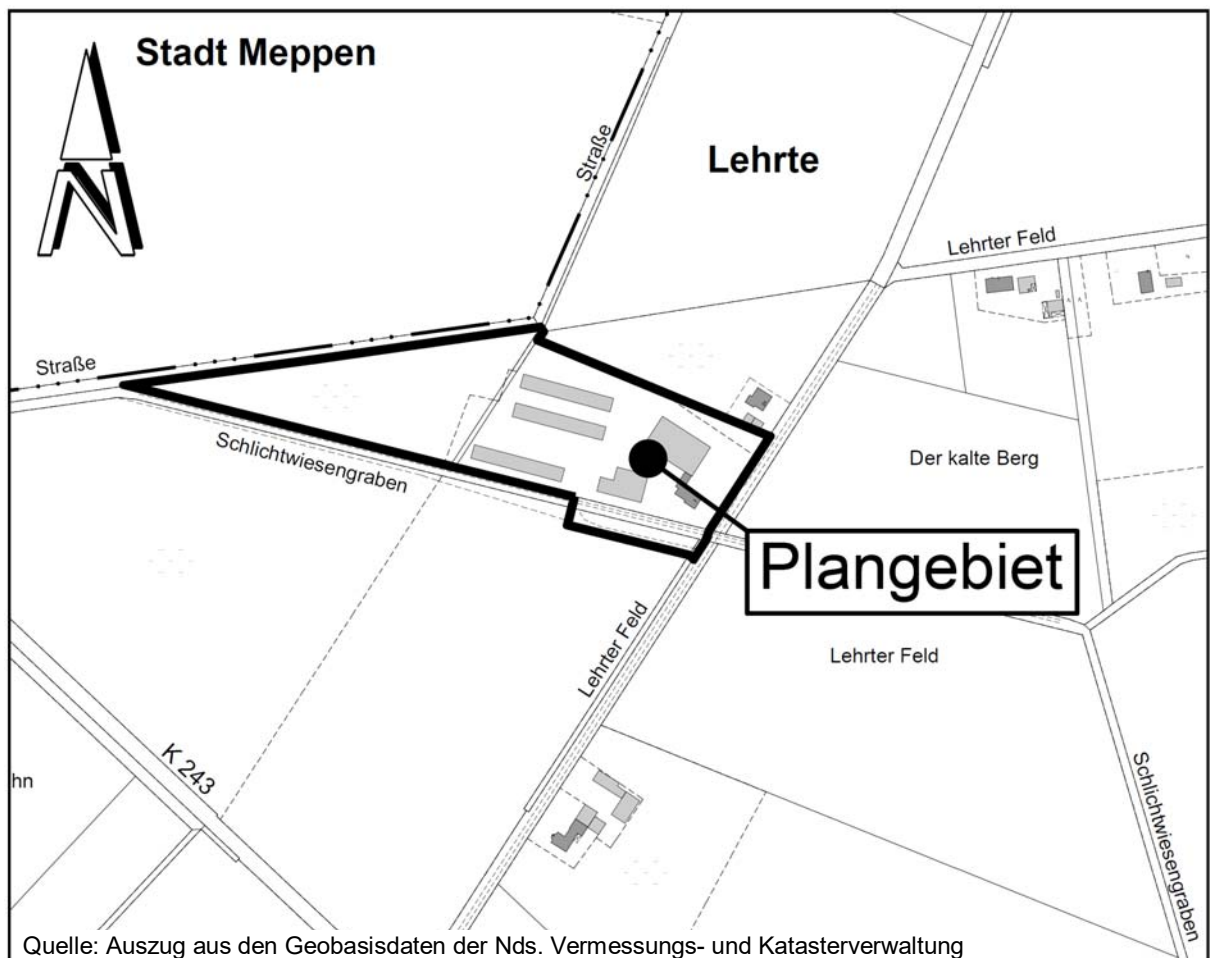 Stadt Meppen
N
Straße
Lehrte
Lehrter Feld
Straße
Schlichtwiesengraben
Der kalte Berg
Plangebiet
Lehrter Feld
Lehrter Feld
K 243
hn
Schlichtwiesengraben
Quelle: Auszug aus den Geobasisdaten der Nds. Vermessungs- und Katasterverwaltung